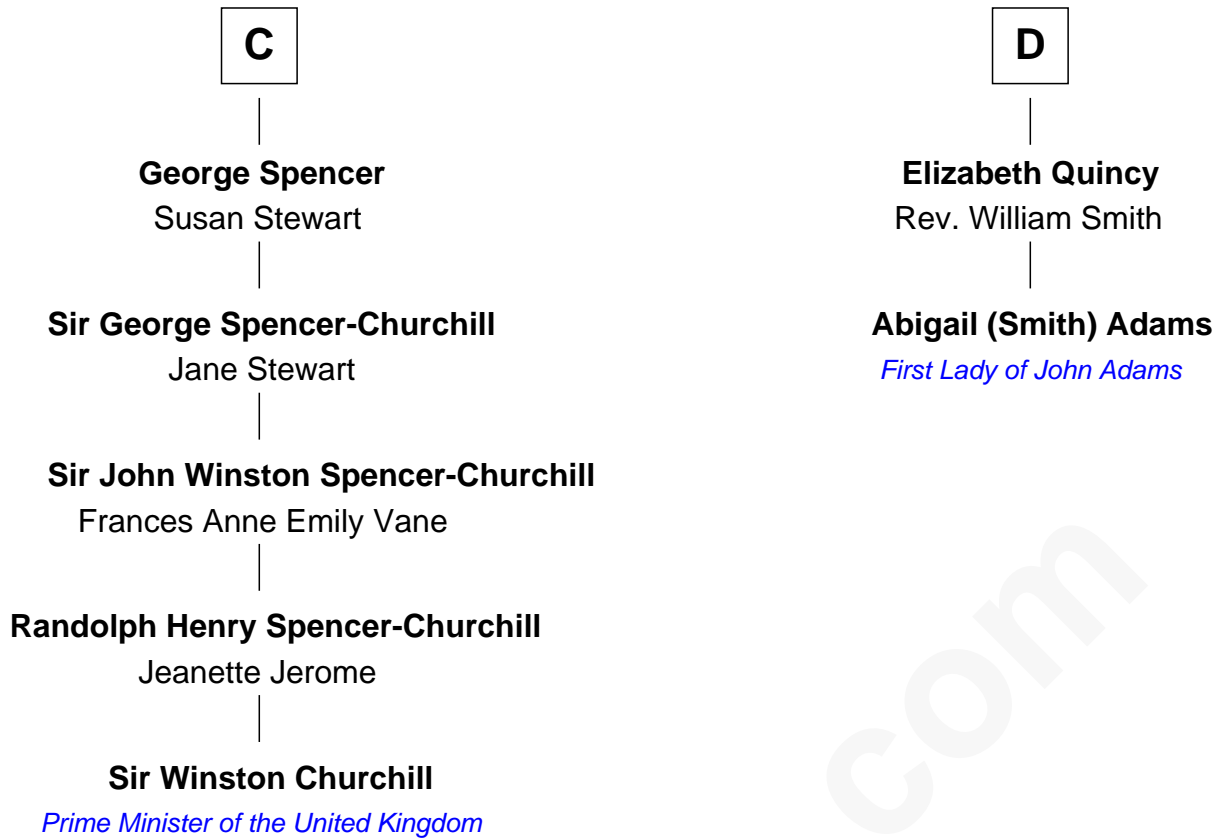 C
George Spencer
Susan Stewart
Sir George Spencer-Churchill
Jane Stewart
Sir John Winston Spencer-Churchill
Frances Anne Emily Vane
Randolph Henry Spencer-Churchill
Jeanette Jerome
Sir Winston Churchill
Prime Minister of the United Kingdom
D
Elizabeth Quincy
Rev. William Smith
Abigail (Smith) Adams
First Lady of John Adams
com